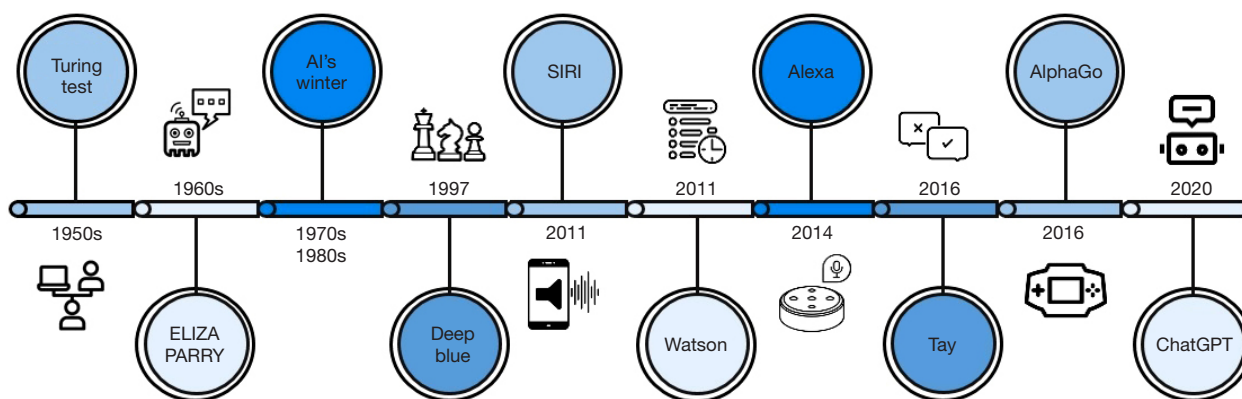 Turing
test
AI's
winter
SIRI
Alexa
AlphaGo
1960s
1997
2011
2016
2020
1950s
1970s
1980s
2011
2014
2016
ELIZA
PARRY
Deep
blue
Watson
Tay
ChatGPT